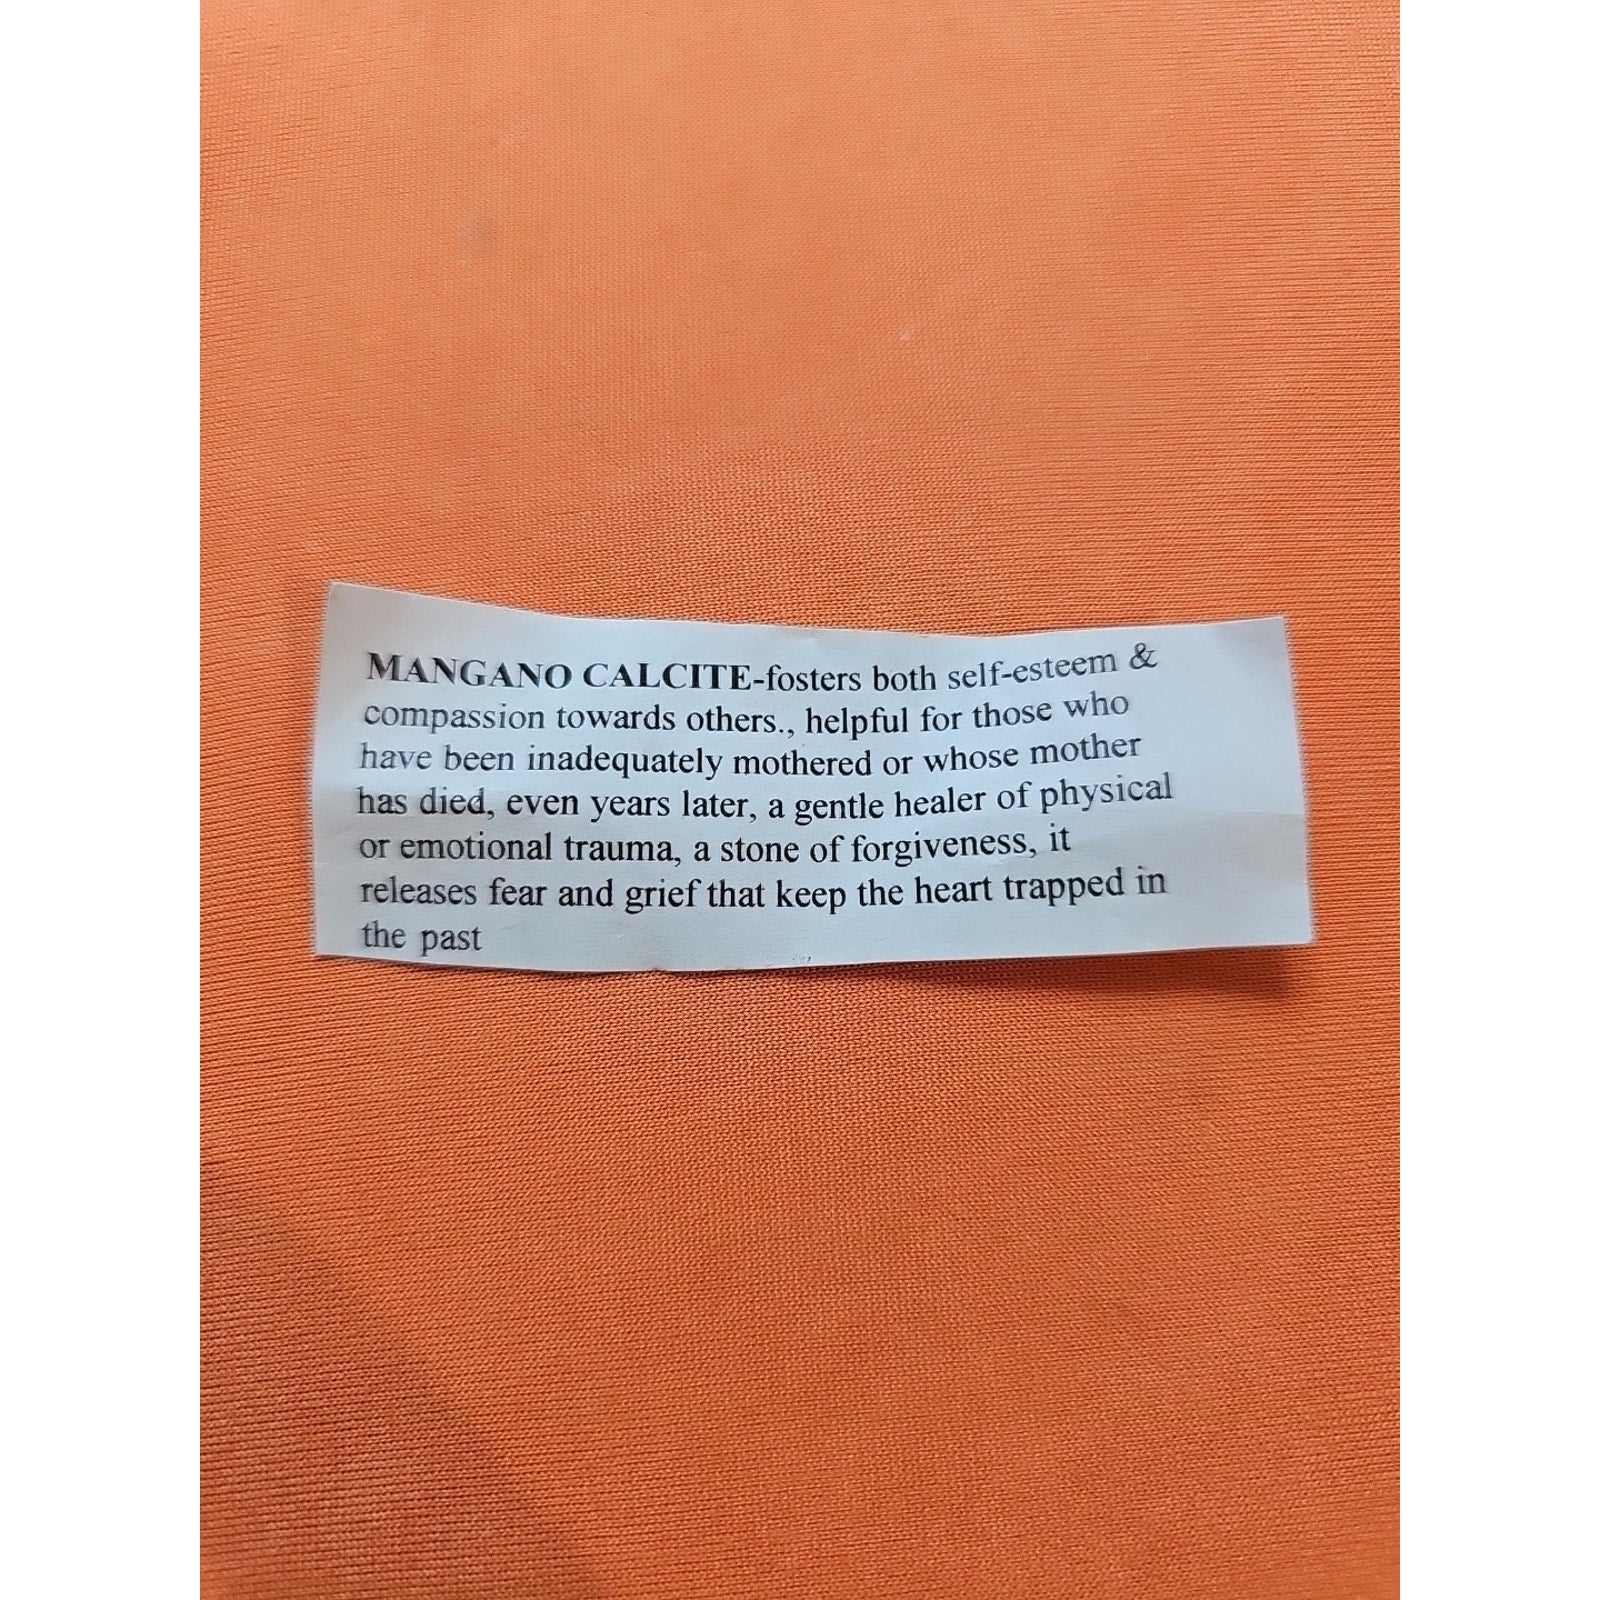 MANGANO CALCITE-fosters both self-esteem &
compassion towards others., helpful for those who
have been inadequately mothered or whose mother
has died, even years later, a gentle healer of physical
or emotional trauma, a stone of forgiveness, it
releases fear and grief that keep the heart trapped in
the past